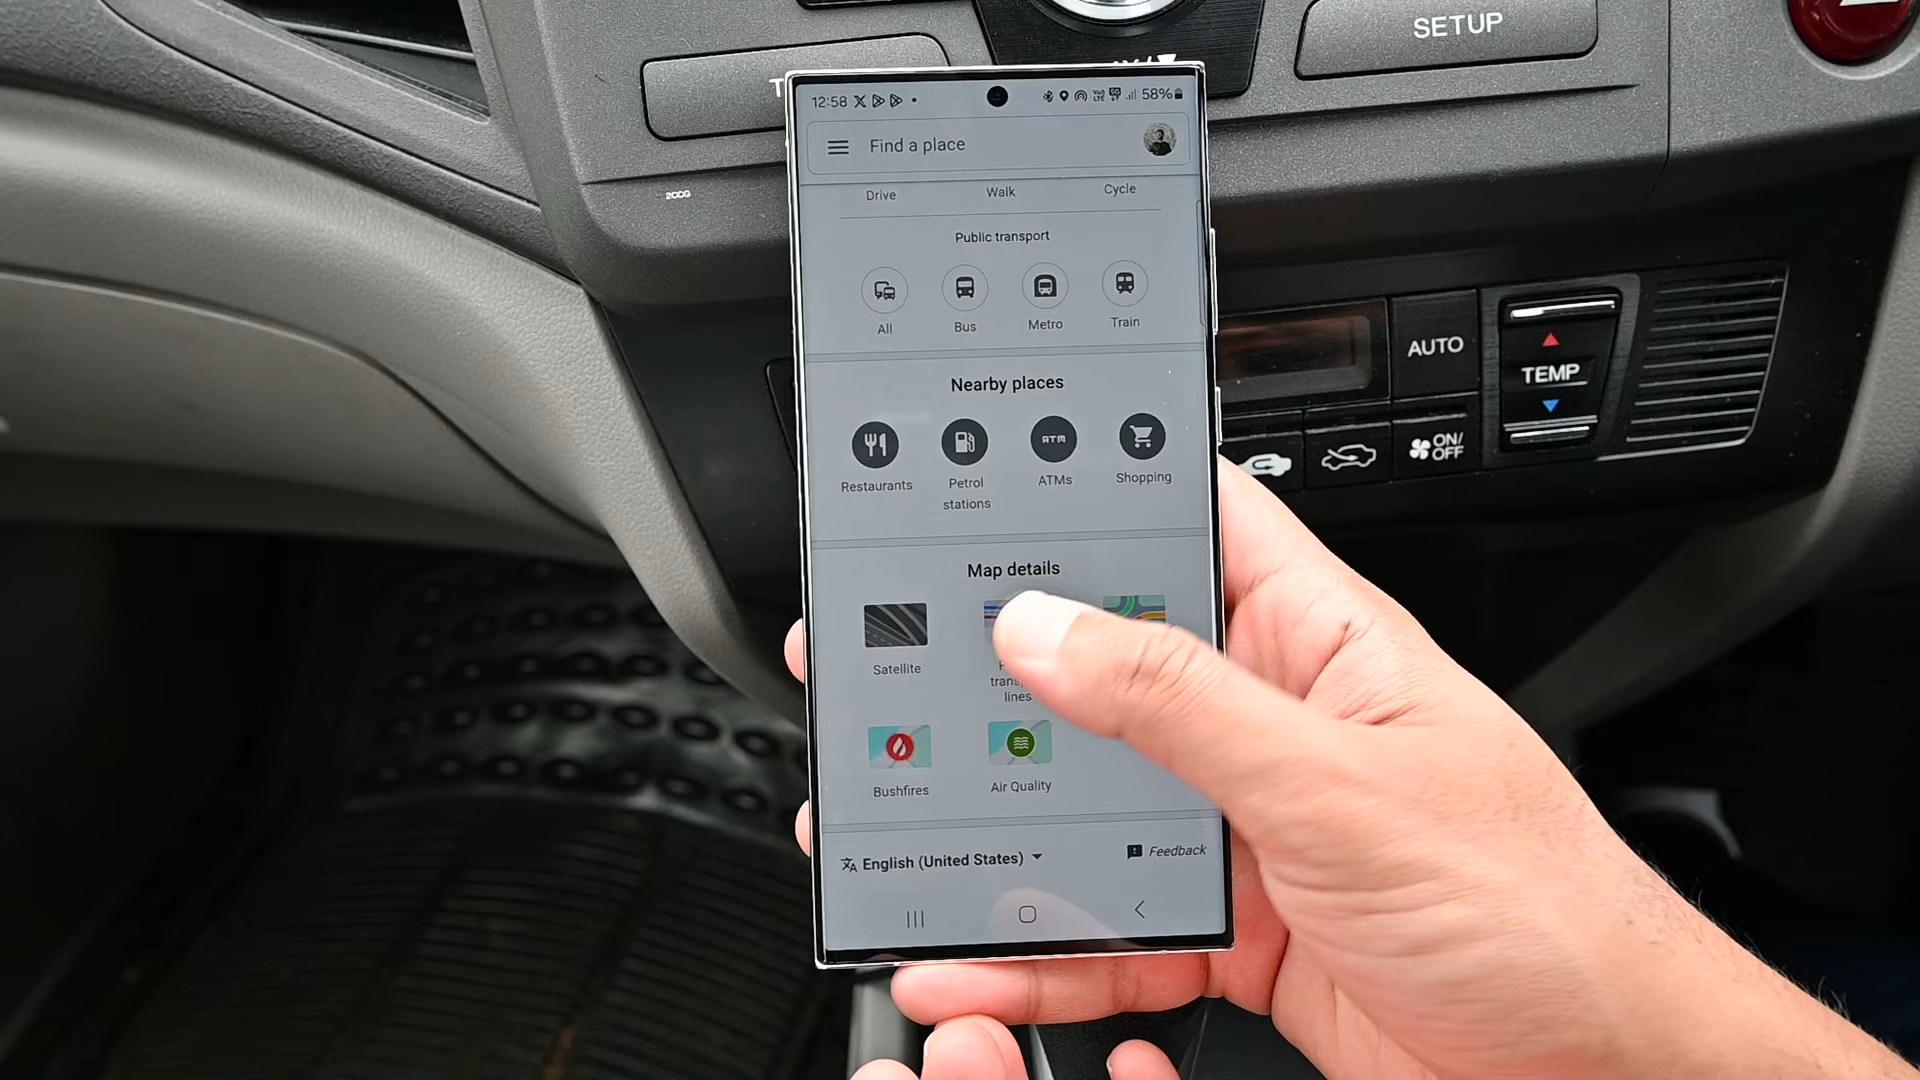 SETUP
12:58
58%
Find a place
Drive Walk Cycle
Public transport
All Bus Metro Train
Nearby places
Restaurants Petrol stations ATMs Shopping
ATM
Map details
Satellite
lines
Bushfires Air Quality
English (United States)
Feedback
AUTO
TEMP
ON/
OFF